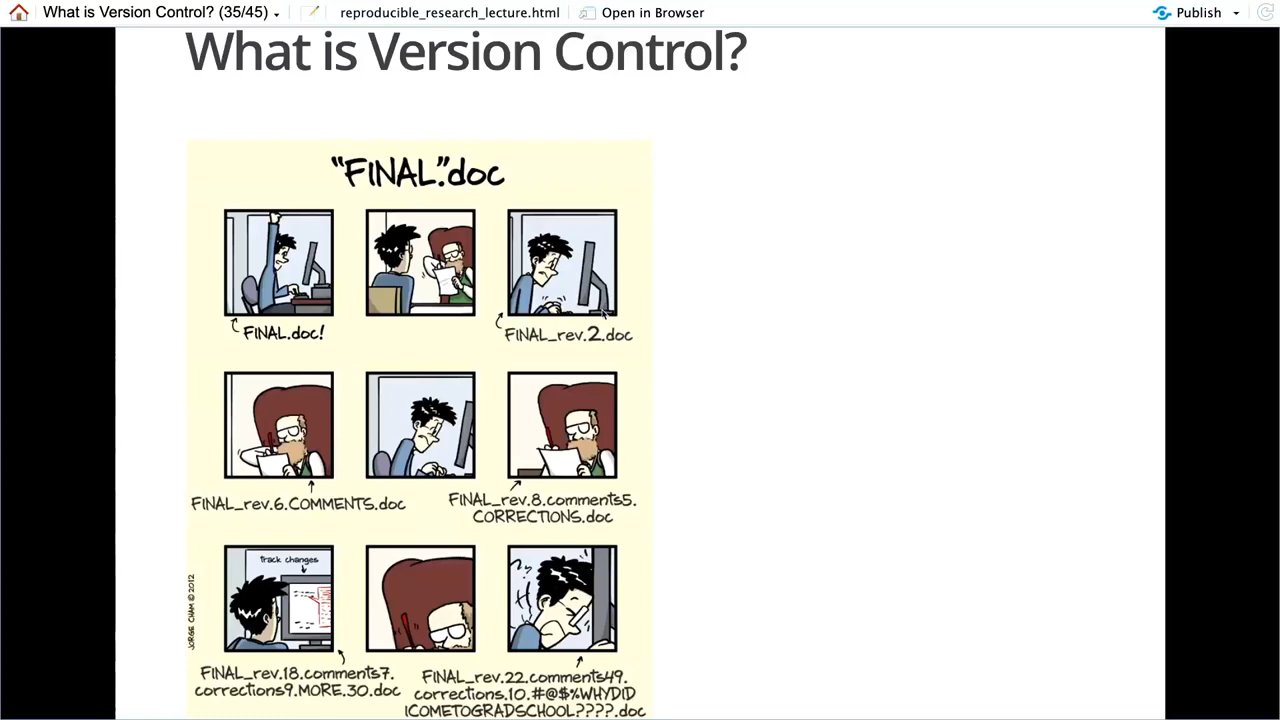 What is Version Control? (35/45)
reproducible_research_lecture.html
Open in Browser
Publish
What is Version Control?
"FINAL".doc
FINAL.doc!
FINAL_rev.2.doc
FINAL_rev.6.COMMENTS.doc
FINAL_rev.8.comments5.
CORRECTIONS.doc
track changes
JORGE CHAM © 2012
FINAL_rev.18.comments7.
corrections9.MORE.30.doc
FINAL_rev.22.comments49.
corrections.10.#@$%WHYDID
ICOMETOGRADSCHOOL????.doc